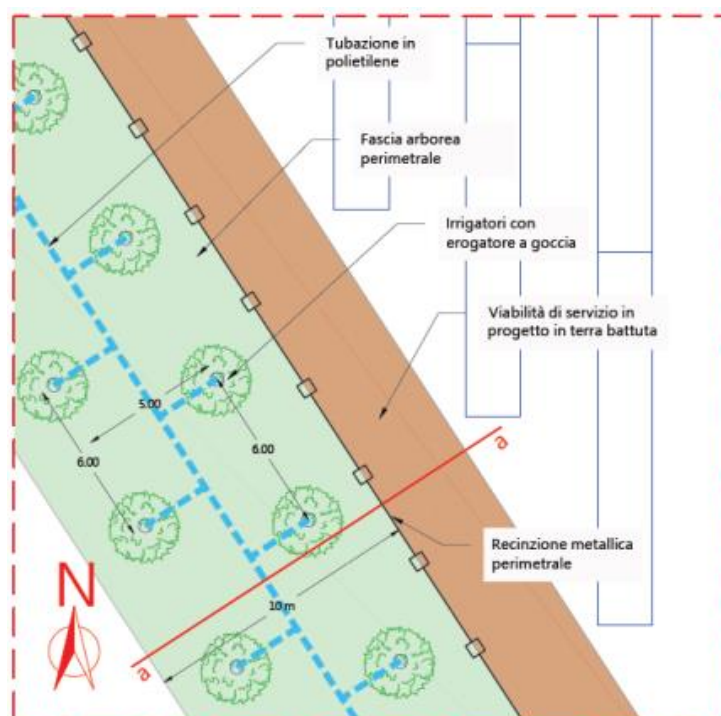 Tubazione in
polietilene
Fascia arborea
perimetrale
Irrigatori con
erogatore a goccia
Viabilità di servizio in
progetto in terra battuta
5.00
6.00
6.00
a
Recinzione metallica
perimetrale
N
10 m
a